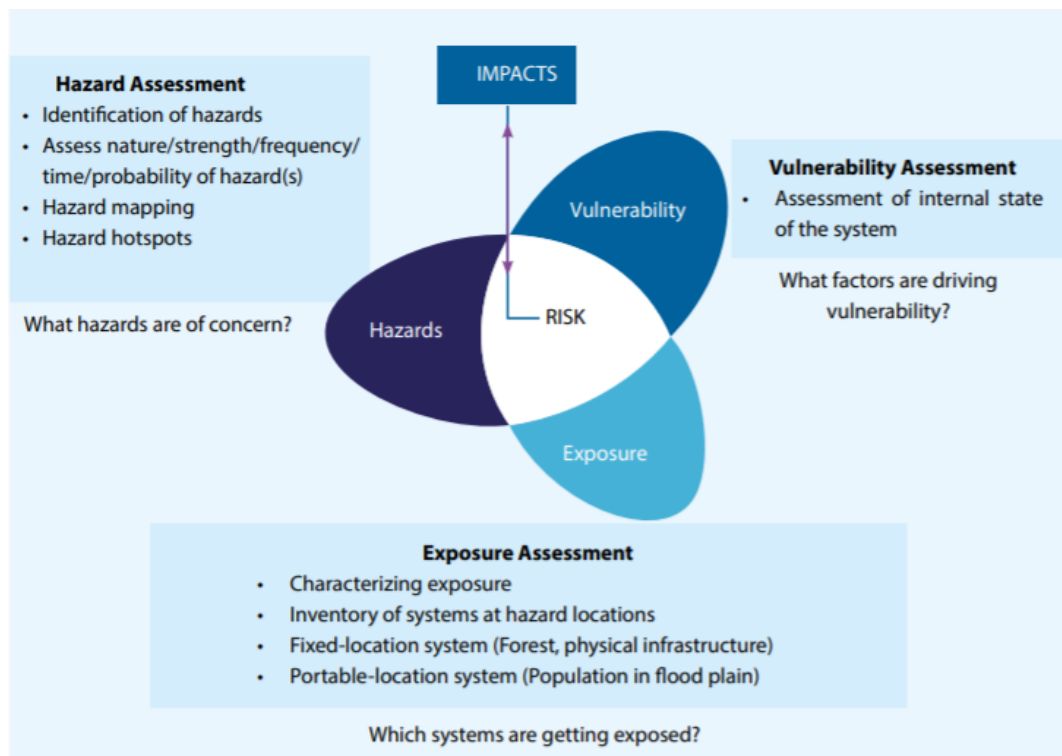 IMPACTS
Hazard Assessment
• Identification of hazards
• Assess nature/strength/frequency/
time/probability of hazard(s)
• Hazard mapping
• Hazard hotspots
What hazards are of concern?
Vulnerability
Hazards
RISK
Exposure
Vulnerability Assessment
• Assessment of internal state
of the system
What factors are driving
vulnerability?
Exposure Assessment
• Characterizing exposure
• Inventory of systems at hazard locations
• Fixed-location system (Forest, physical infrastructure)
• Portable-location system (Population in flood plain)
Which systems are getting exposed?